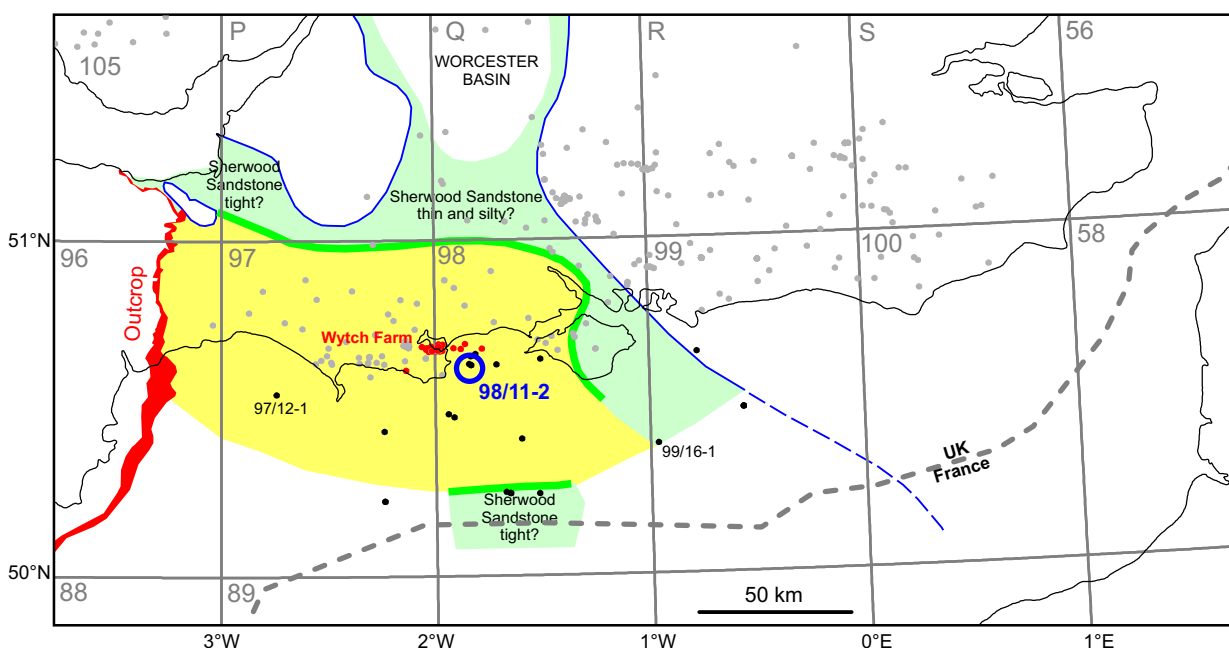 P
Q
R
S
56
105
WORCESTER
BASIN
Sherwood
Sandstone
tight?
Sherwood Sandstone
thin and silty?
51°N
96
97
98
99
100
58
Outcrop
Wytch Farm
98/11-2
97/12-1
99/16-1
UK
France
Sherwood
Sandstone
tight?
50°N
88
89
50 km
3°W
2°W
1°W
0°E
1°E